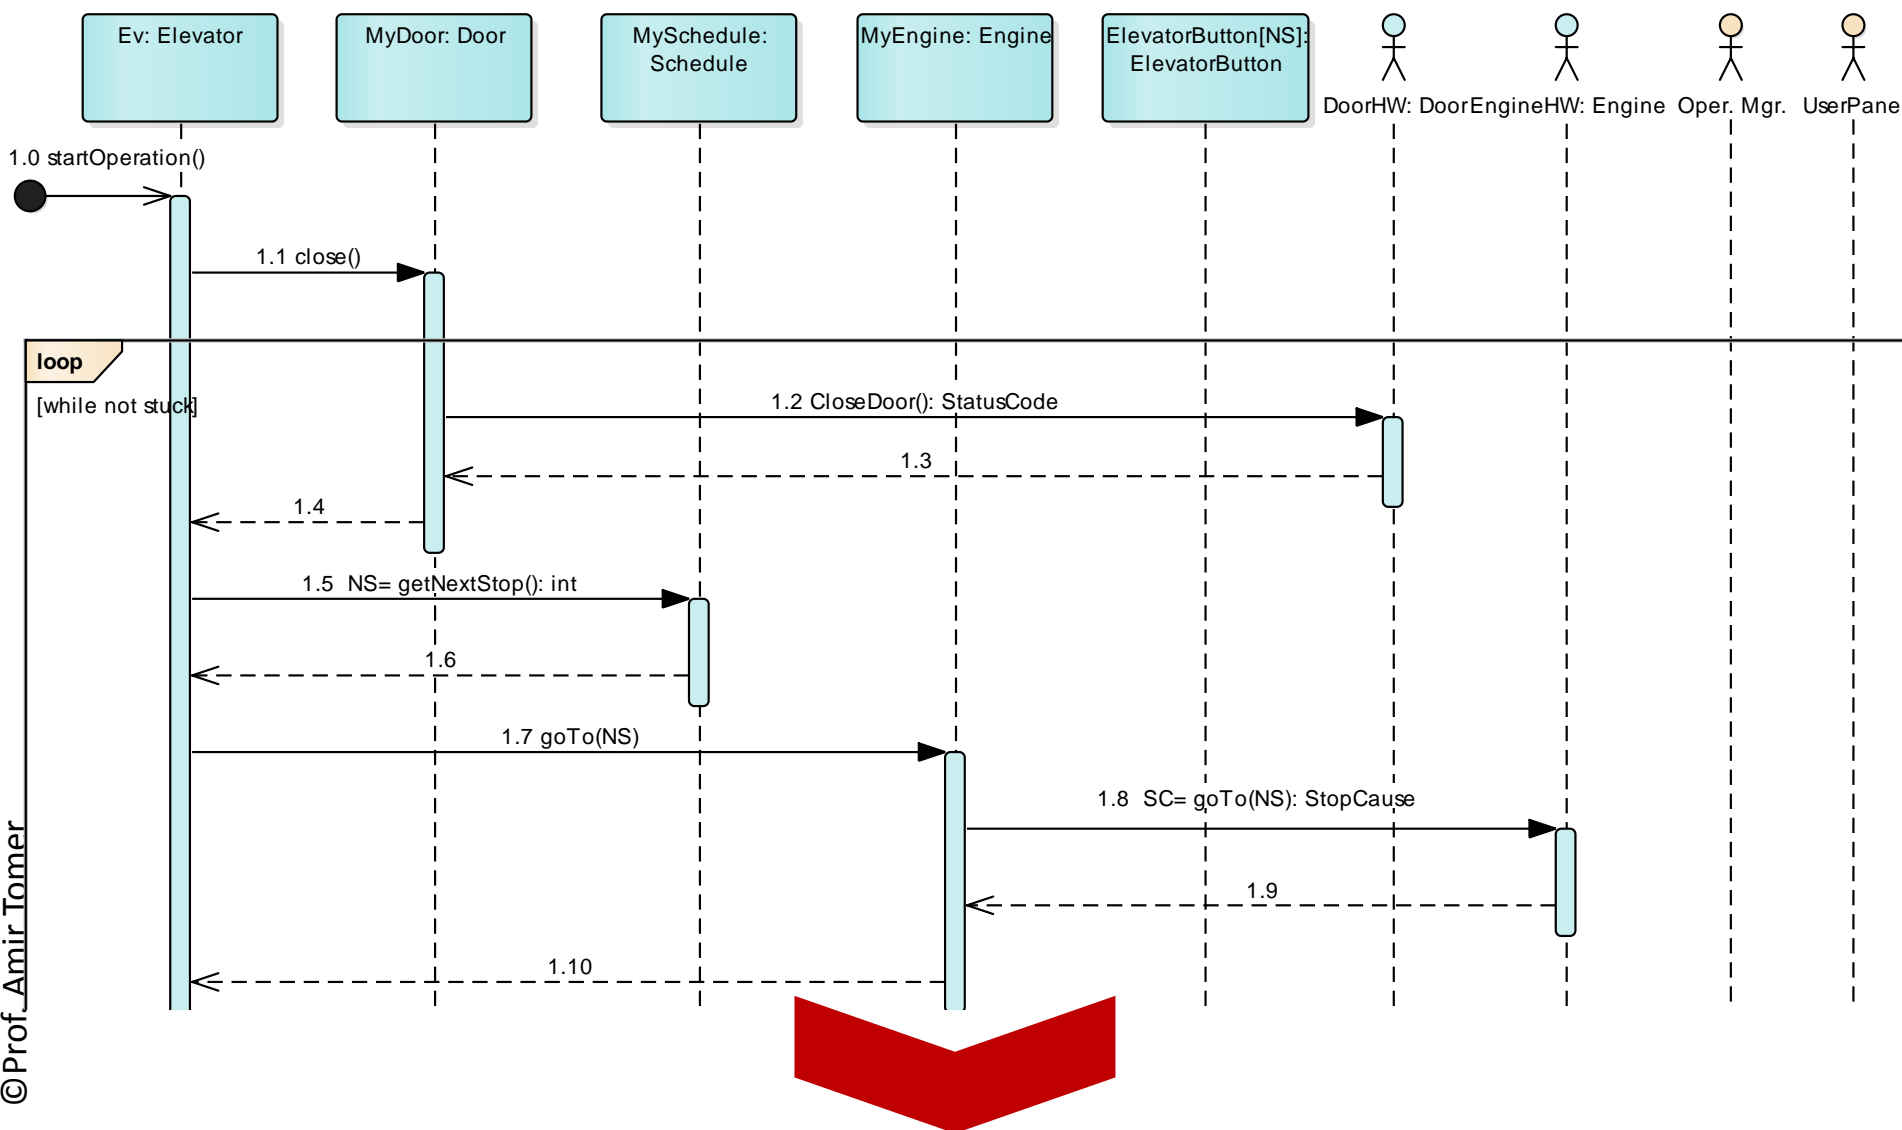 Ev: Elevator
MyDoor: Door
MySchedule:
Schedule
MyEngine: Engine
ElevatorButton[NS]:
ElevatorButton
DoorHW: Door
EngineHW: Engine
Oper. Mgr.
UserPane
1.0 startOperation()
1.1 close()
loop
[while not stuck]
1.2 CloseDoor(): StatusCode
1.3
1.4
1.5 NS= getNextStop(): int
1.6
1.7 goTo(NS)
1.8 SC= goTo(NS): StopCause
1.9
1.10
©Prof. Amir Tomer